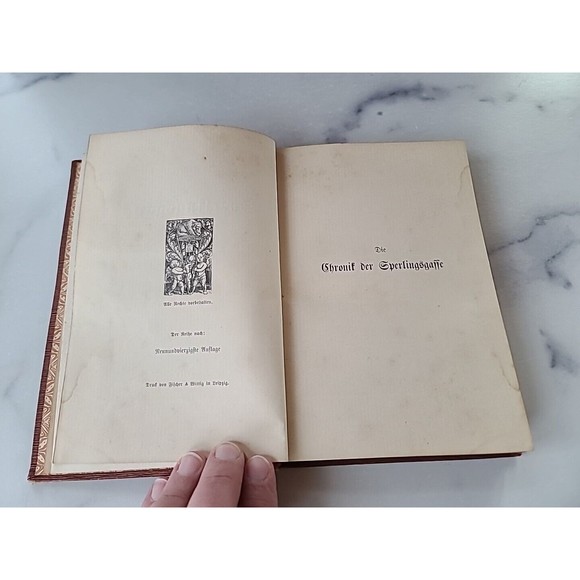 Alle Rechte vorbehalten.
Der Reihe nach:
Neunundvierzigste Auflage
Druck von Fischer & Wittig in Leipzig.
Die
Chronik der Sperlingsgasse